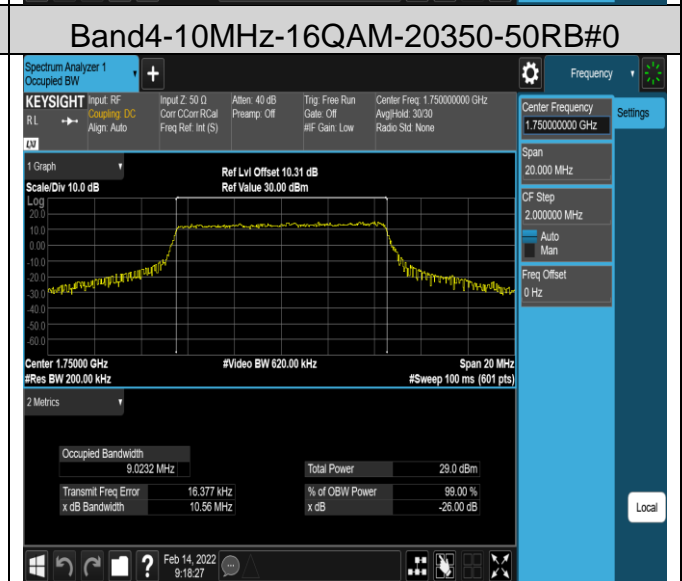 Band4-10MHz-16QAM-20350-50RB#0
Spectrum Analyzer 1
Occupied BW
Frequency
KEYSIGHT
RL
Input: RF
Coupling: DC
Align: Auto
Input Z: 50 Ω
Corr CCorr RCal
Freq Ref: Int (S)
Atten: 40 dB
Preamp: Off
Trig: Free Run
Gate: Off
#IF Gain: Low
Center Freq: 1.750000000 GHz
Avg|Hold: 30/30
Radio Std: None
Center Frequency
1.750000000 GHz
Settings
Span
20.000 MHz
CF Step
2.000000 MHz
Auto
Man
Freq Offset
0 Hz
1 Graph
Scale/Div 10.0 dB
Ref Lvl Offset 10.31 dB
Ref Value 30.00 dBm
Log
20.0
10.0
0.00
-10.0
-20.0
-30.0
-40.0
-50.0
-60.0
Center 1.75000 GHz
#Video BW 620.00 kHz
Span 20 MHz
#Res BW 200.00 kHz
#Sweep 100 ms (601 pts)
2 Metrics
Occupied Bandwidth
9.0232 MHz
Total Power 29.0 dBm
Transmit Freq Error 16.377 kHz
% of OBW Power 99.00 %
x dB Bandwidth 10.56 MHz
x dB -26.00 dB
Local
Feb 14, 2022
9:18:27